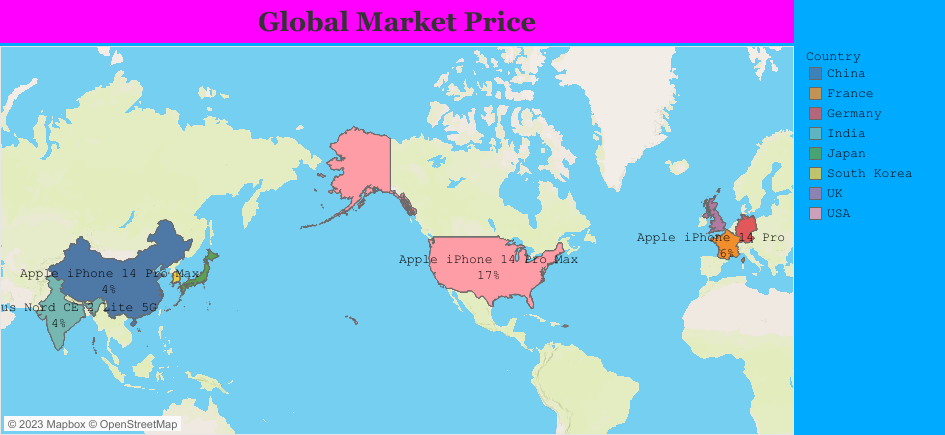 Global Market Price
Country
China
France
Germany
India
Japan
South Korea
UK
USA
Apple iPhone 14 Pro
6%
Apple iPhone 14 Pro Max
17%
Apple iPhone 14 Pro Max
4%
us Nord CE 2 Lite 5G
4%
© 2023 Mapbox © OpenStreetMap